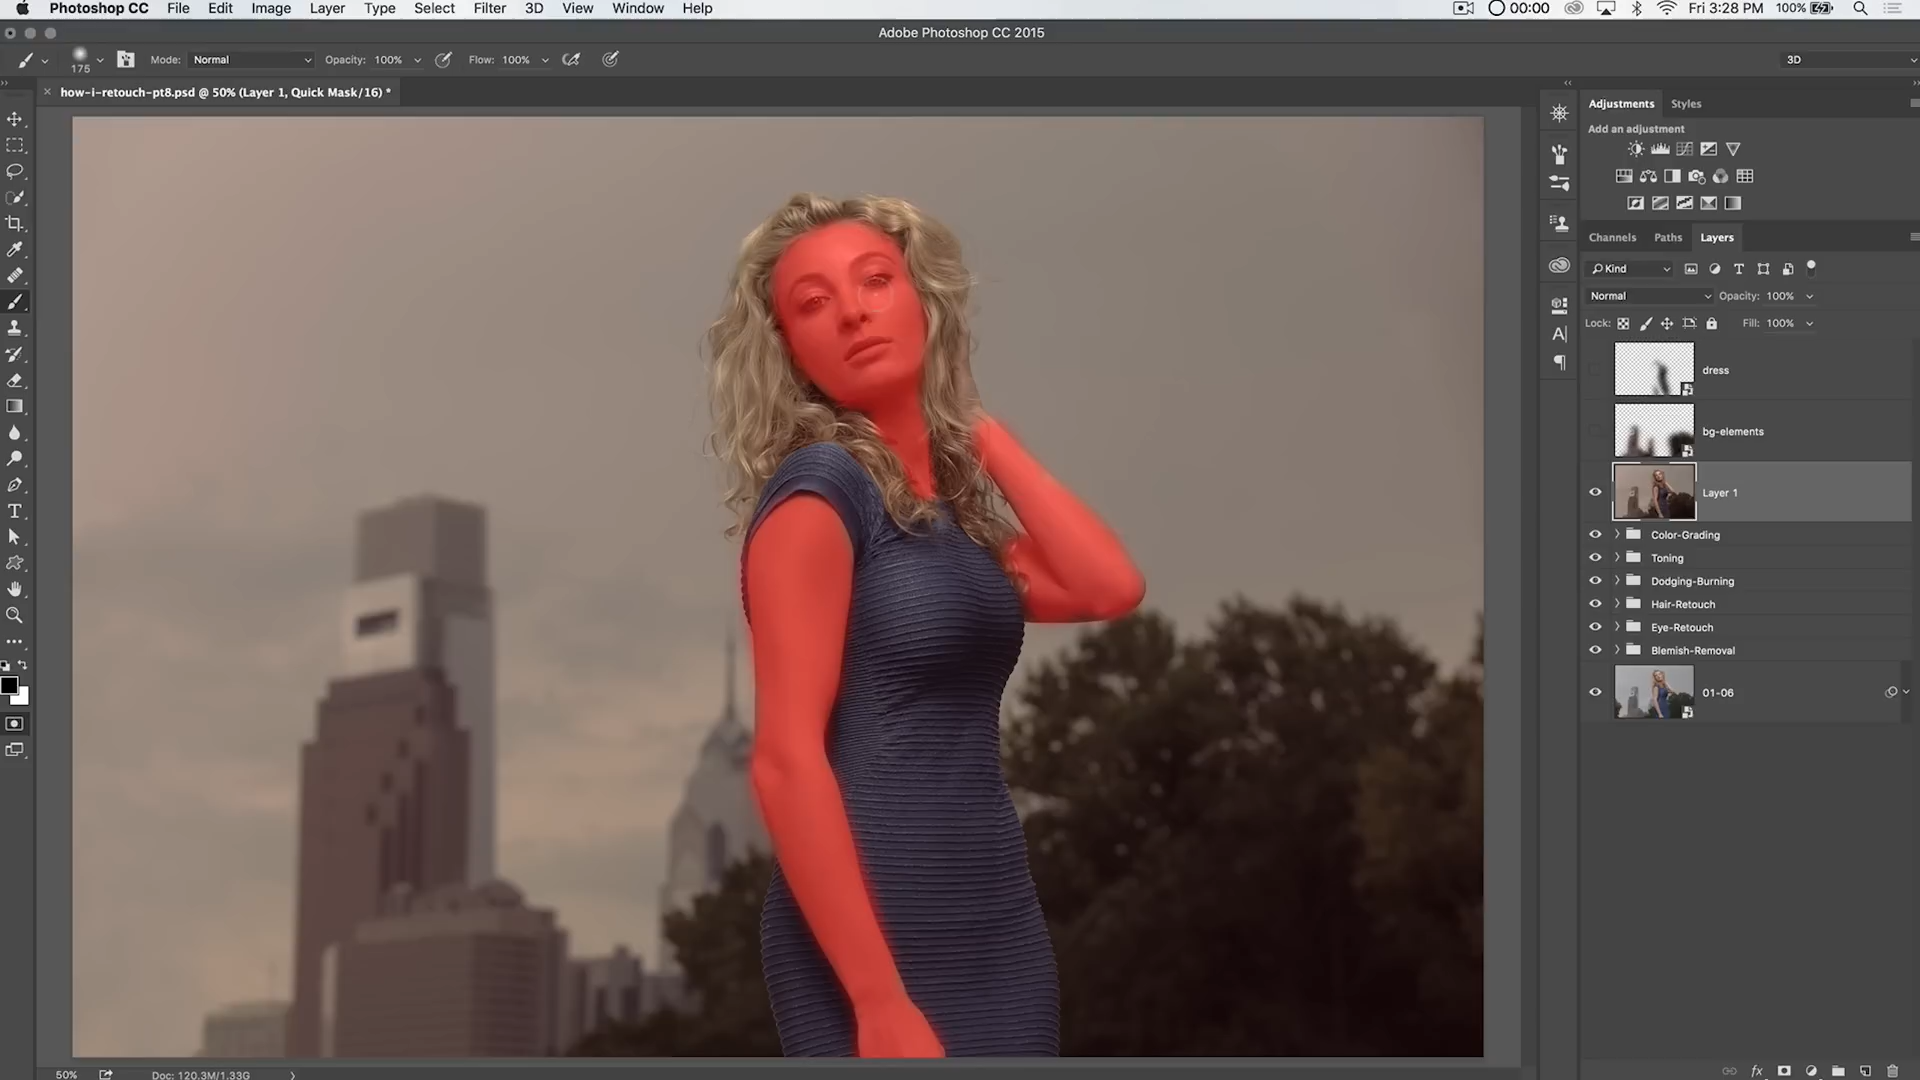 Photoshop CC File Edit Image Layer Type Select Filter 3D View Window Help 00:00 Fri 3:28 PM 100%
Adobe Photoshop CC 2015
175 Mode: Normal Opacity: 100% Flow: 100% 3D
how-i-retouch-pt8.psd @ 50% (Layer 1, Quick Mask/16) *
Adjustments Styles
Add an adjustment
Channels Paths Layers
Kind
Normal Opacity: 100%
Lock: Fill: 100%
dress
bg-elements
Layer 1
Color-Grading
Toning
Dodging-Burning
Hair-Retouch
Eye-Retouch
Blemish-Removal
01-06
50% Doc: 120.3M/1.33G